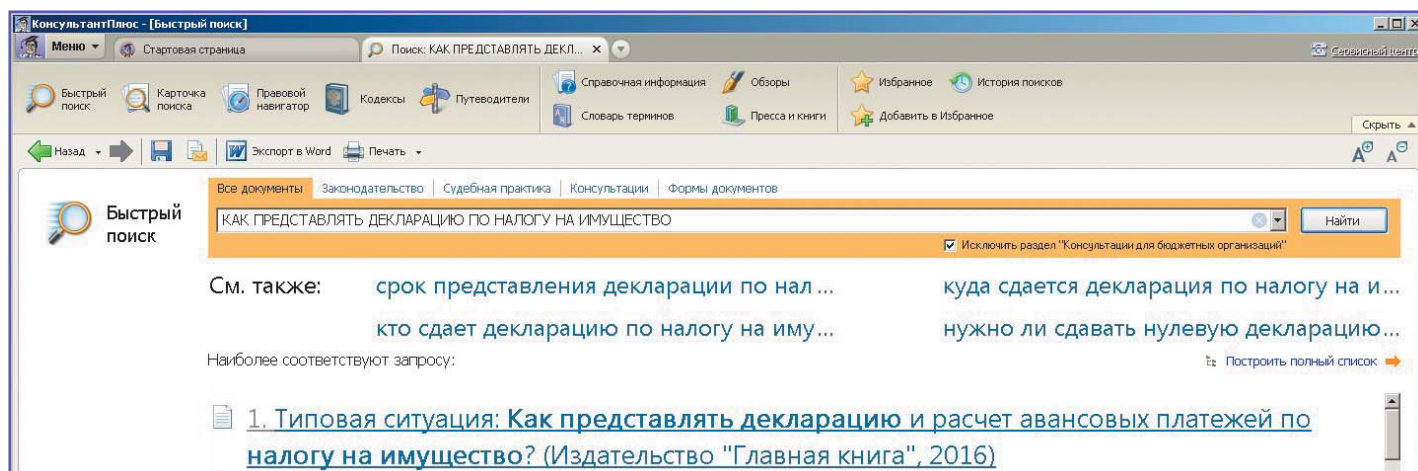 КонсультантПлюс - [Быстрый поиск]
Меню
Стартовая страница
Поиск: КАК ПРЕДСТАВЛЯТЬ ДЕКЛ...
Сервисный центр
Быстрый поиск
Карточка поиска
Правовой навигатор
Кодексы
Путеводители
Справочная информация
Обзоры
Избранное
История поисков
Словарь терминов
Пресса и книги
Добавить в Избранное
Скрыть
Назад
Экспорт в Word
Печать
Все документы
Законодательство
Судебная практика
Консультации
Формы документов
Быстрый
поиск
КАК ПРЕДСТАВЛЯТЬ ДЕКЛАРАЦИЮ ПО НАЛОГУ НА ИМУЩЕСТВО
Найти
Исключить раздел "Консультации для бюджетных организаций"
См. также:
срок представления декларации по нал ...
куда сдается декларация по налогу на и...
кто сдает декларацию по налогу на иму...
нужно ли сдавать нулевую декларацию...
Наиболее соответствуют запросу:
Построить полный список
1. Типовая ситуация: Как представлять декларацию и расчет авансовых платежей по
налогу на имущество? (Издательство "Главная книга", 2016)